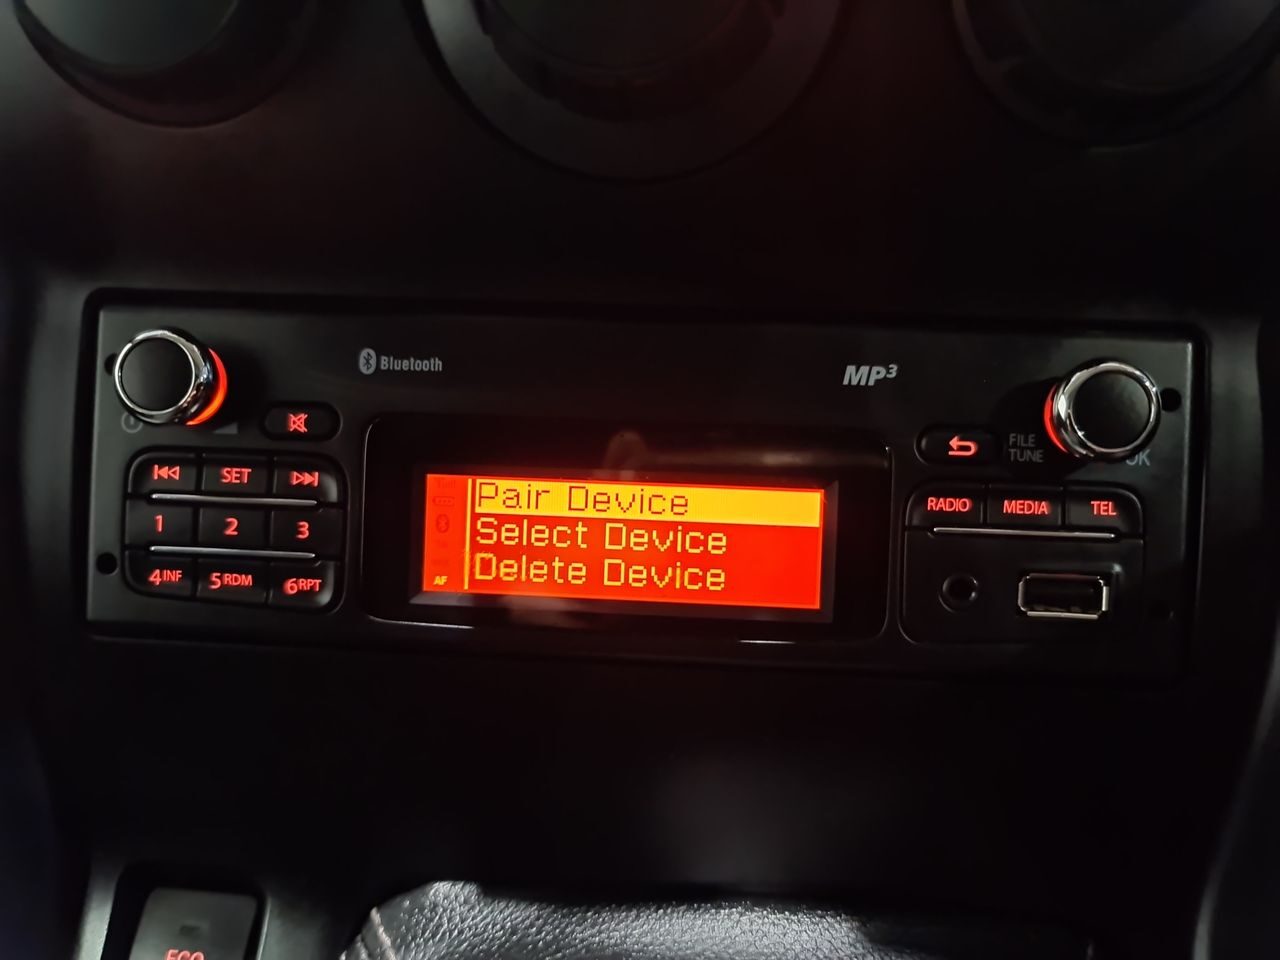 Bluetooth
MP3
FILE
TUNE
OK
SET
1
2
3
4INF
5RDM
6RPT
Pair Device
Select Device
Delete Device
AF
RADIO
MEDIA
TEL
ECO